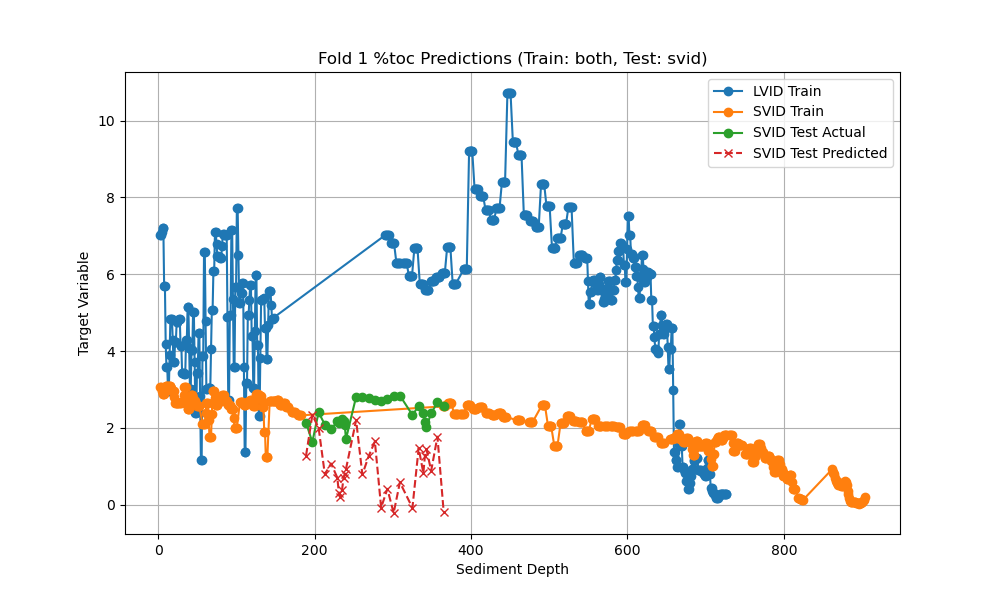 Fold 1 %toc Predictions (Train: both, Test: svid)
LVID Train
SVID Train
SVID Test Actual
SVID Test Predicted
Target Variable
10
8
6
4
2
0
0
200
400
600
800
Sediment Depth